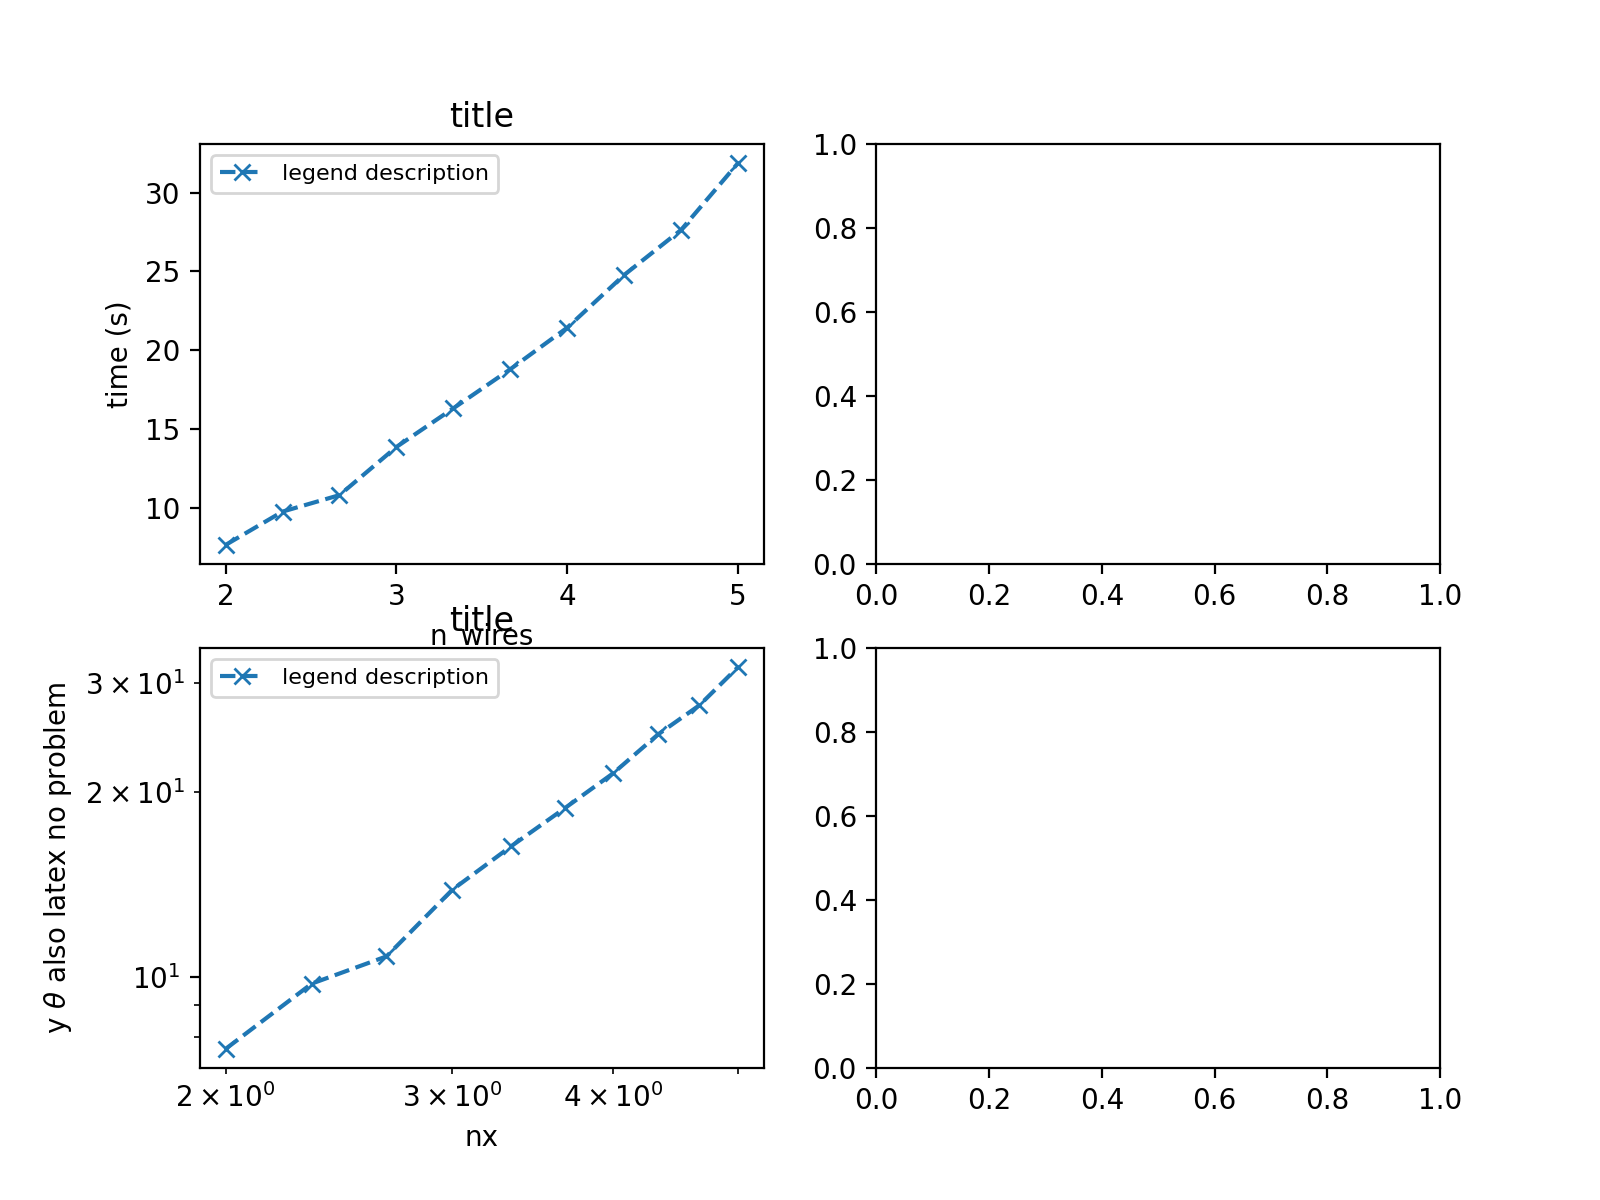 title
legend description
time (s)
30
25
20
15
10
2 3 4 5
n wires
1.0
0.8
0.6
0.4
0.2
0.0
0.0 0.2 0.4 0.6 0.8 1.0
title
legend description
y θ also latex no problem
3 × 10¹
2 × 10¹
10¹
2 × 10⁰ 3 × 10⁰ 4 × 10⁰
nx
1.0
0.8
0.6
0.4
0.2
0.0
0.0 0.2 0.4 0.6 0.8 1.0